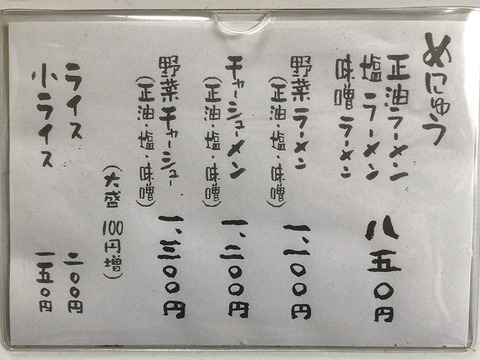 めにゅう
正油ラーメン
塩ラーメン 八五〇円
味噌ラーメン
野菜ラーメン 一、一〇〇円
(正油・塩・味噌)
チャーシューメン 一、二〇〇円
(正油・塩・味噌)
野菜チャーシュー 一、三〇〇円
(正油・塩・味噌)
(大盛100円増)
ライス 二〇〇円
小ライス 一五〇円